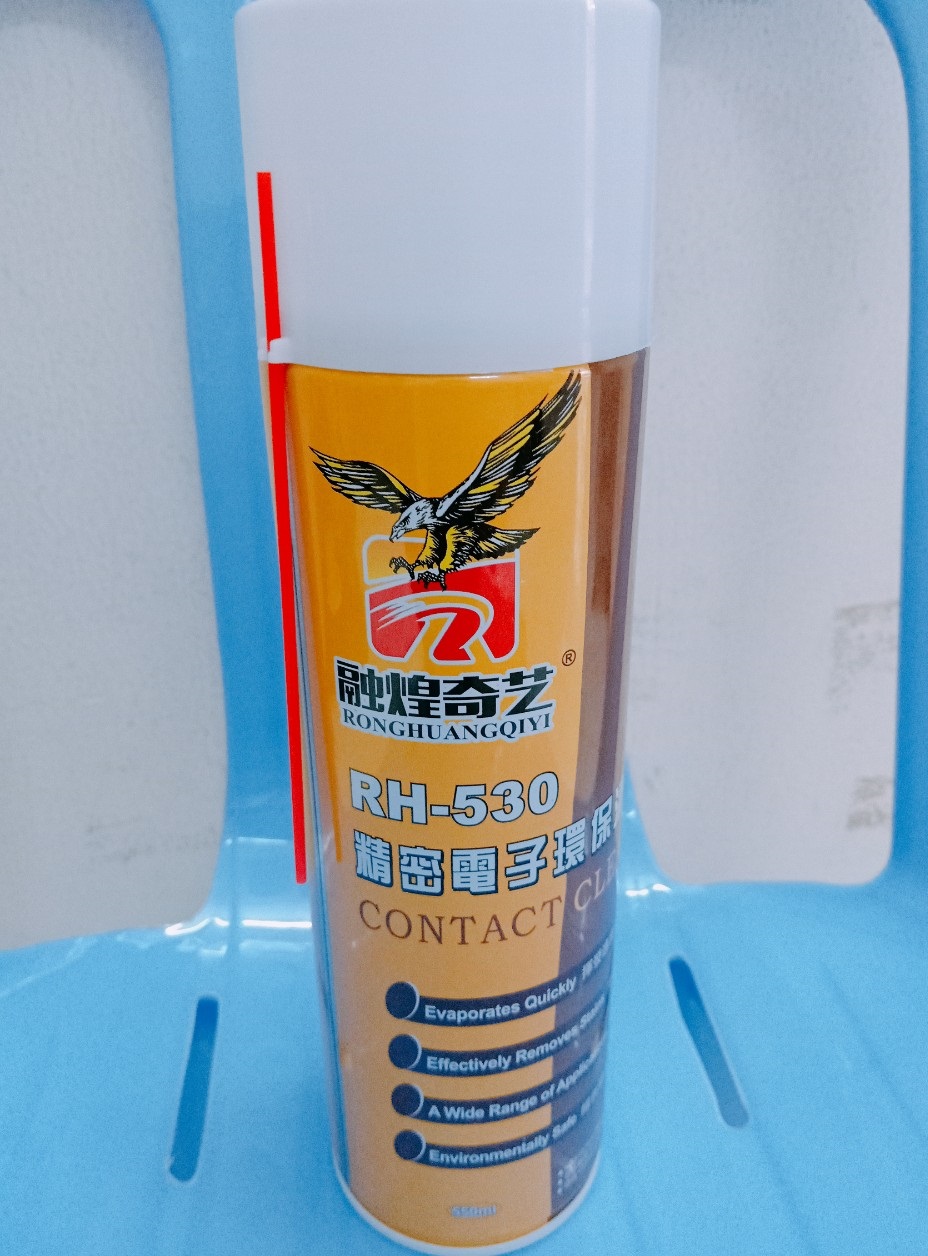 融煌奇艺®
RONGHUANGQIYI
RH-530
精密電子環保
CONTACT
Evaporates Quickly
Effectively Removes
A Wide Range of
Environmentally Safe
550ml